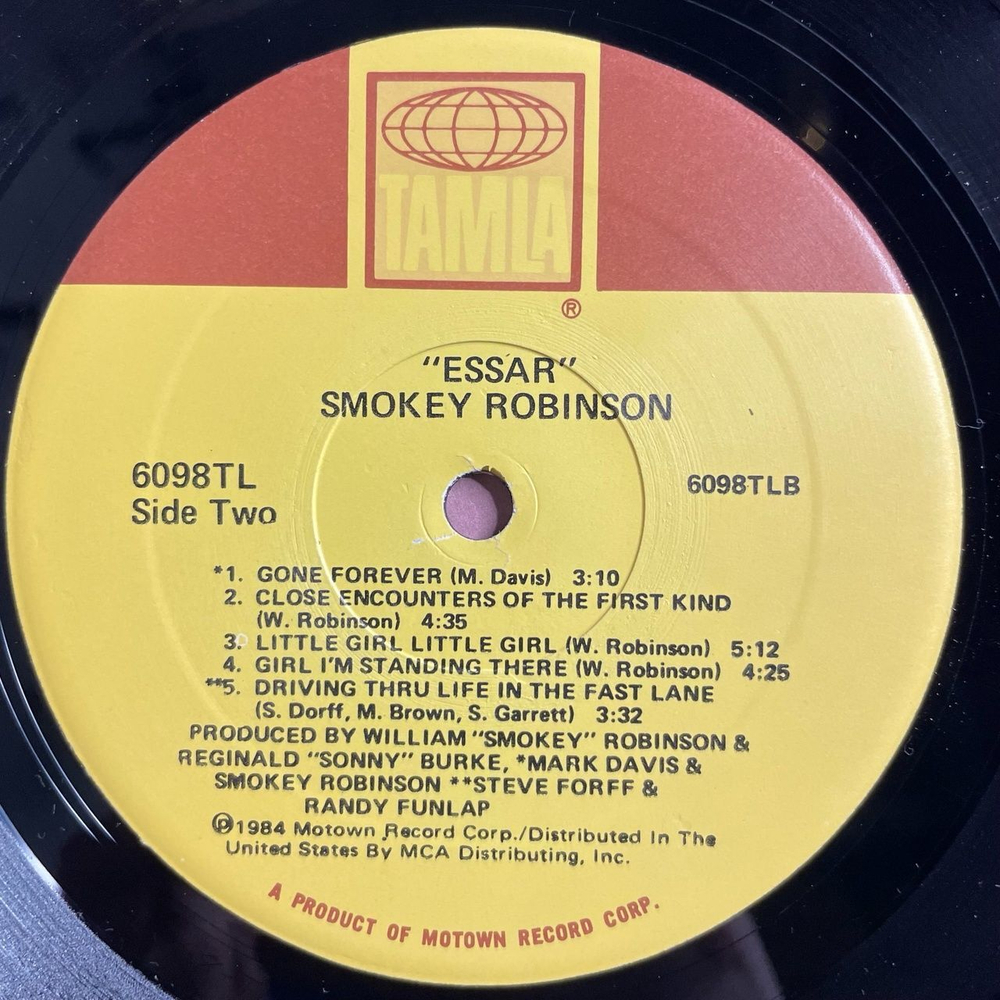 TAMLA
®
"ESSAR"
SMOKEY ROBINSON
6098TL
Side Two
6098TLB
*1. GONE FOREVER (M. Davis) 3:10
2. CLOSE ENCOUNTERS OF THE FIRST KIND
(W. Robinson) 4:35
3. LITTLE GIRL LITTLE GIRL (W. Robinson) 5:12
4. GIRL I'M STANDING THERE (W. Robinson) 4:25
**5. DRIVING THRU LIFE IN THE FAST LANE
(S. Dorff, M. Brown, S. Garrett) 3:32
PRODUCED BY WILLIAM "SMOKEY" ROBINSON &
REGINALD "SONNY" BURKE, *MARK DAVIS &
SMOKEY ROBINSON **STEVE FORFF &
RANDY FUNLAP
℗1984 Motown Record Corp./Distributed In The
United States By MCA Distributing, Inc.
A PRODUCT OF MOTOWN RECORD CORP.